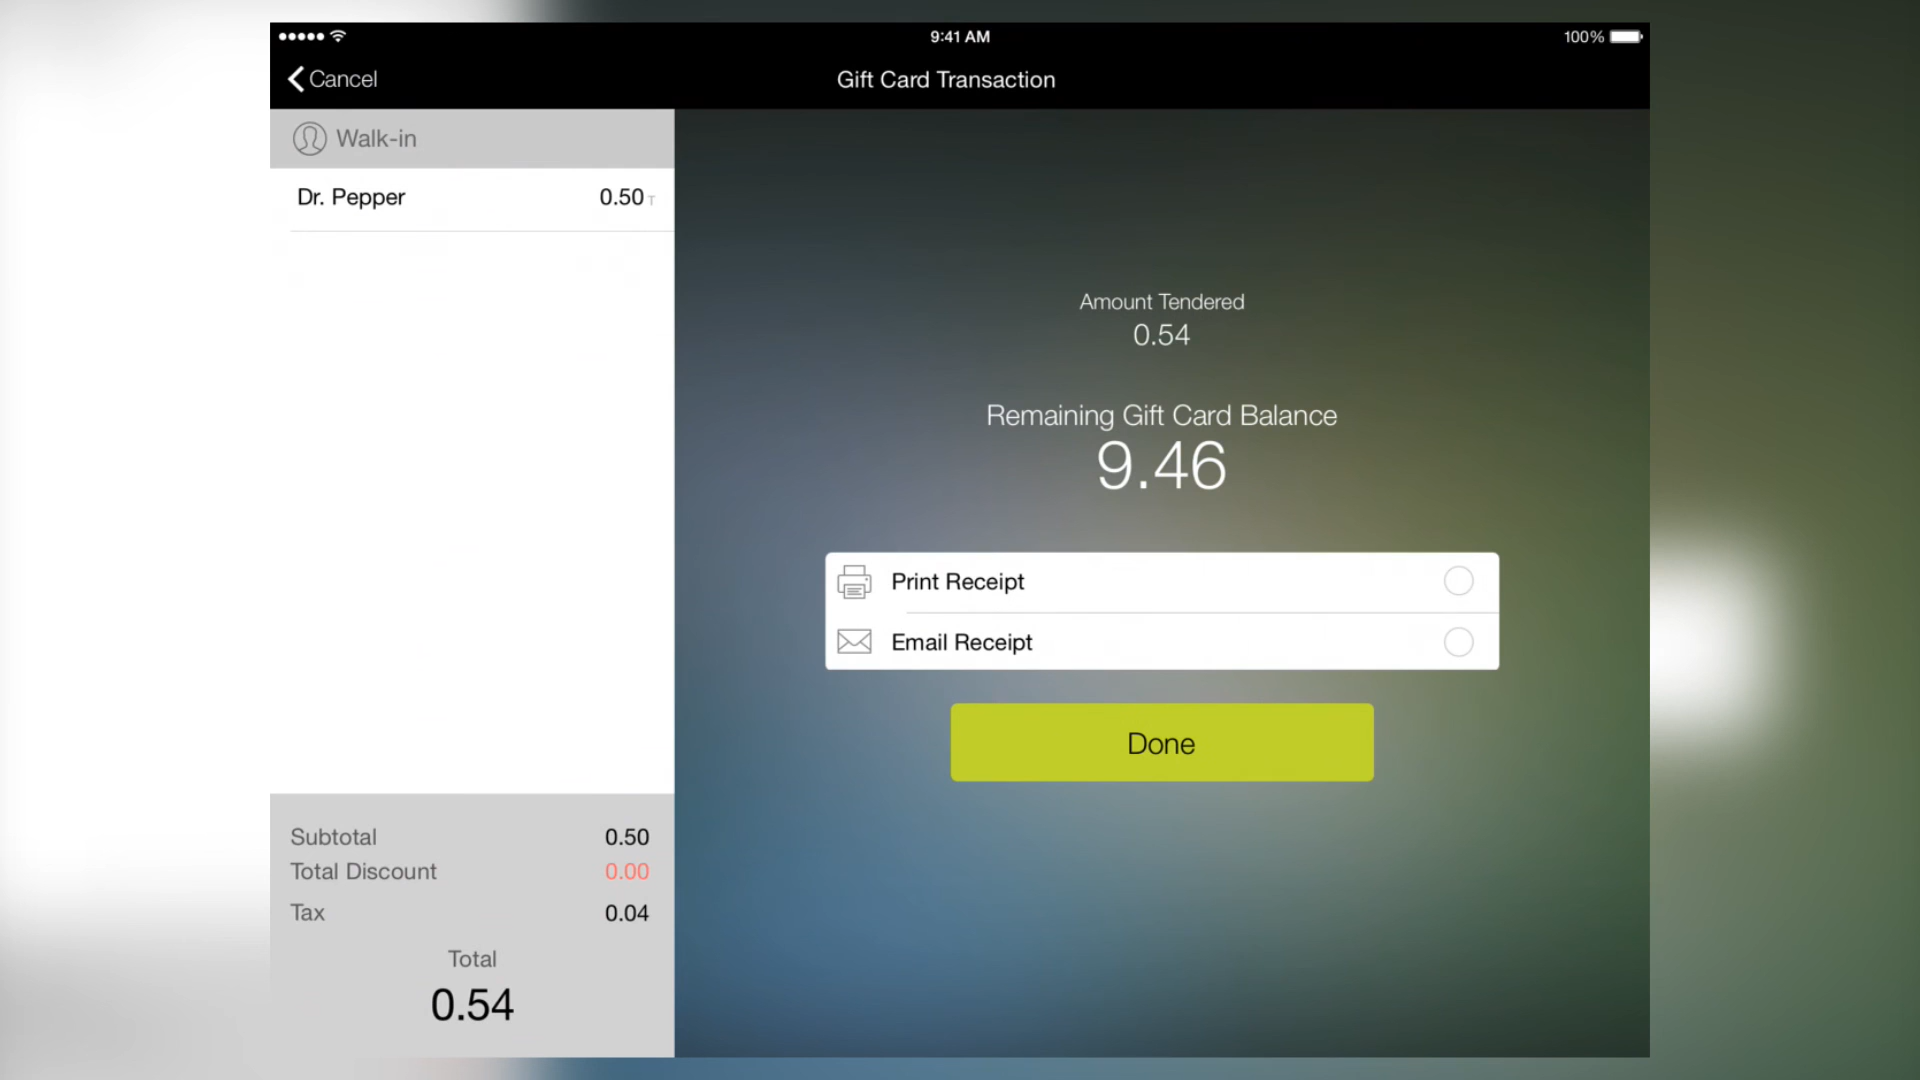 9:41 AM
100%
Cancel
Gift Card Transaction
Walk-in
Dr. Pepper 0.50 T
Amount Tendered
0.54
Remaining Gift Card Balance
9.46
Print Receipt
Email Receipt
Done
Subtotal 0.50
Total Discount 0.00
Tax 0.04
Total
0.54